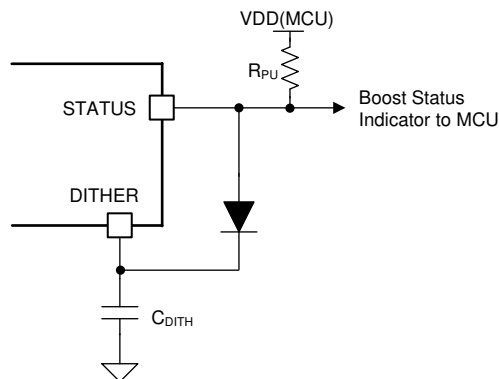 VDD(MCU)
RPU
STATUS
Boost Status
Indicator to MCU
DITHER
CDITH